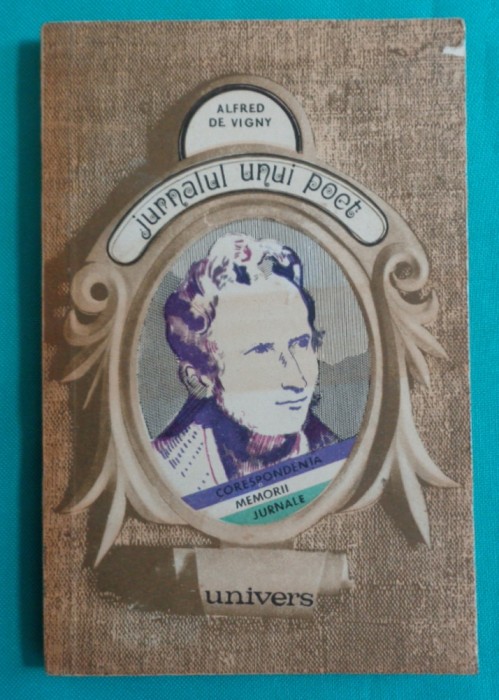 ALFRED
DE VIGNY
jurnalul unui poet
CORESPONDENȚA
MEMORII
JURNALE
univers